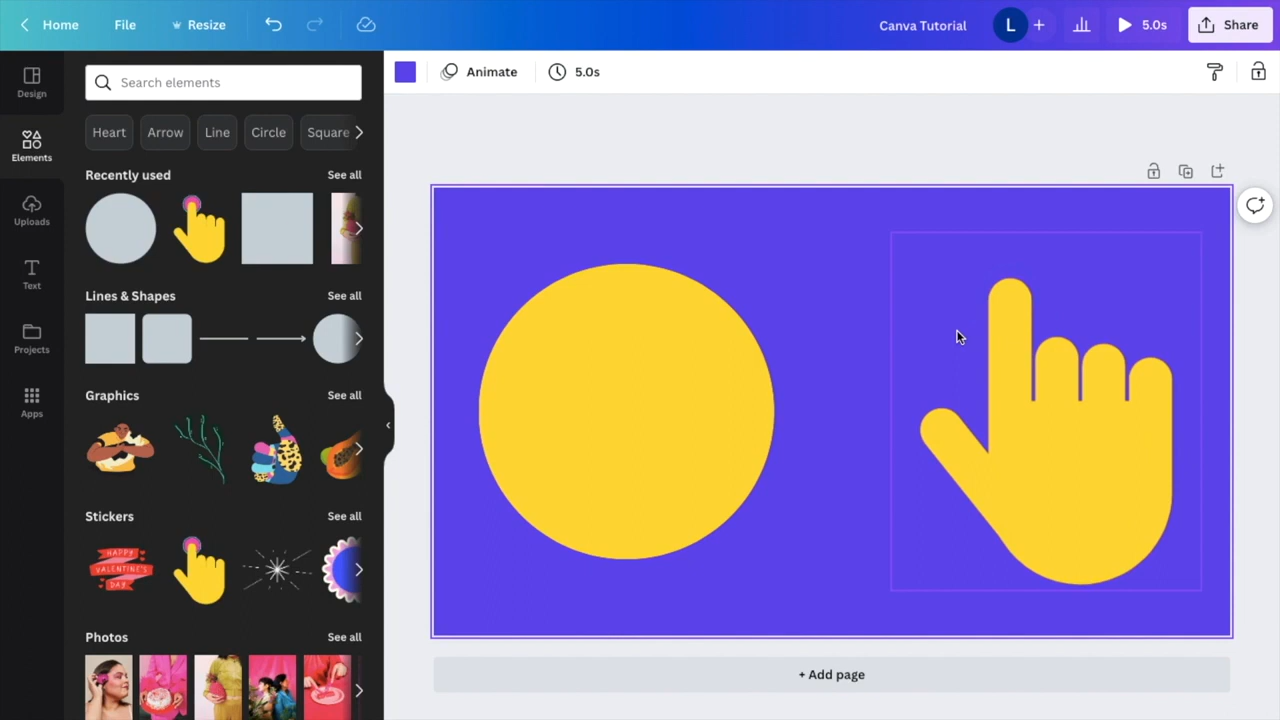 Home File Resize Canva Tutorial L + 5.0s Share
Design
Elements
Uploads
Text
Projects
Apps
Search elements
Heart Arrow Line Circle Square
Recently used See all
Lines & Shapes See all
Graphics See all
Stickers See all
HAPPY
VALENTINE'S
DAY
Photos See all
Animate 5.0s
+ Add page